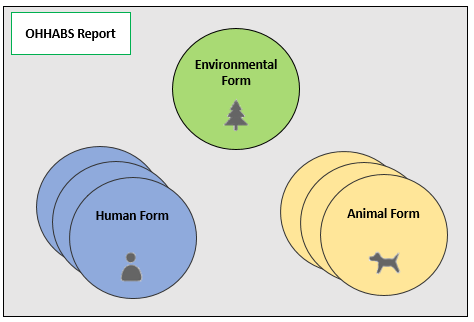 OHHABS Report
Environmental
Form
Human Form
Animal Form